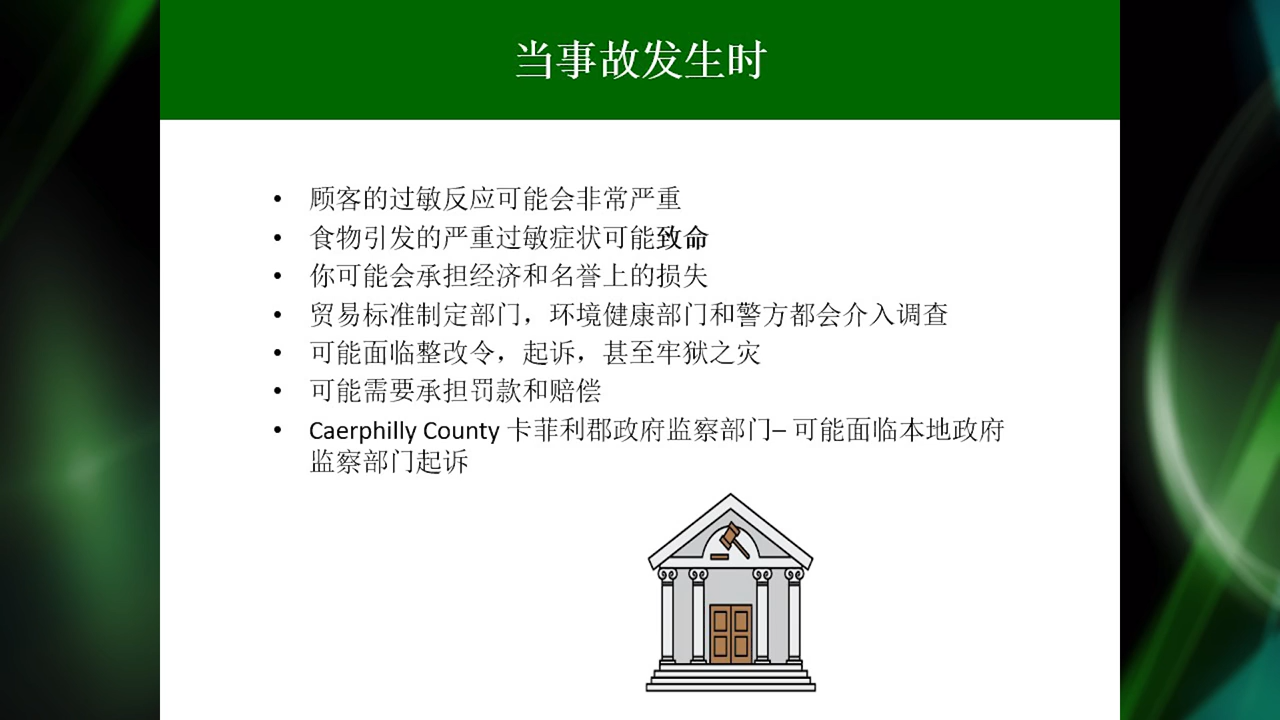 当事故发生时
• 顾客的过敏反应可能会非常严重
• 食物引发的严重过敏症状可能致命
• 你可能会承担经济和名誉上的损失
• 贸易标准制定部门，环境健康部门和警方都会介入调查
• 可能面临整改令，起诉，甚至牢狱之灾
• 可能需要承担罚款和赔偿
• Caerphilly County 卡菲利郡政府监察部门– 可能面临本地政府
监察部门起诉